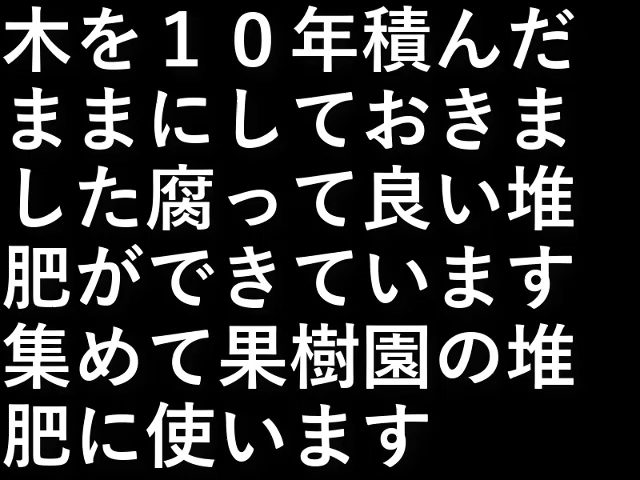 木を１０年積んだ
ままにしておきま
した腐って良い堆
肥ができています
集めて果樹園の堆
肥に使います